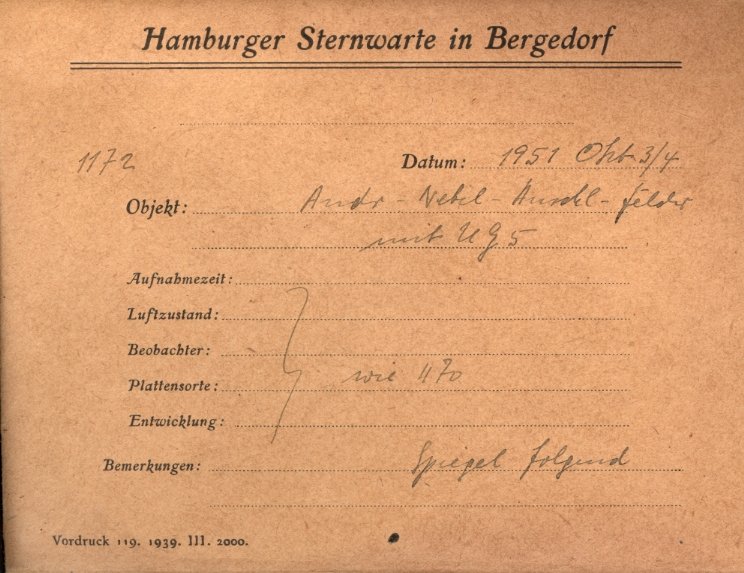 Hamburger Sternwarte in Bergedorf
1172 Datum: 1951 Okt. 3/4
Objekt: Andr - Nebel - Anschl - felder
mit UG5
Aufnahmezeit:
Luftzustand:
Beobachter:
Plattensorte: wie 1170
Entwicklung:
Bemerkungen: Spiegel folgend
Vordruck 119. 1939. III. 2000.